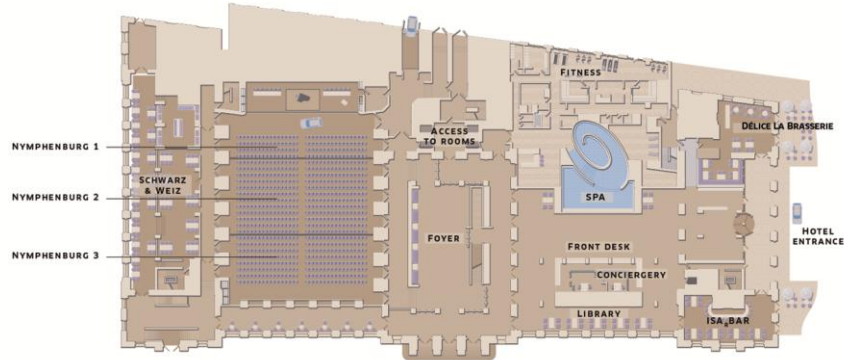 FITNESS
DÉLICE LA BRASSERIE
ACCESS
TO ROOMS
NYMPHENBURG 1
SCHWARZ
& WEIZ
NYMPHENBURG 2
SPA
HOTEL
ENTRANCE
FOYER
FRONT DESK
NYMPHENBURG 3
CONCIERGERY
LIBRARY
ISA BAR